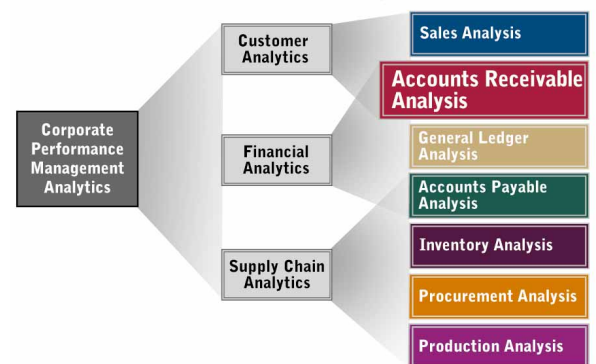 Corporate
Performance
Management
Analytics
Customer
Analytics
Financial
Analytics
Supply Chain
Analytics
Sales Analysis
Accounts Receivable
Analysis
General Ledger
Analysis
Accounts Payable
Analysis
Inventory Analysis
Procurement Analysis
Production Analysis